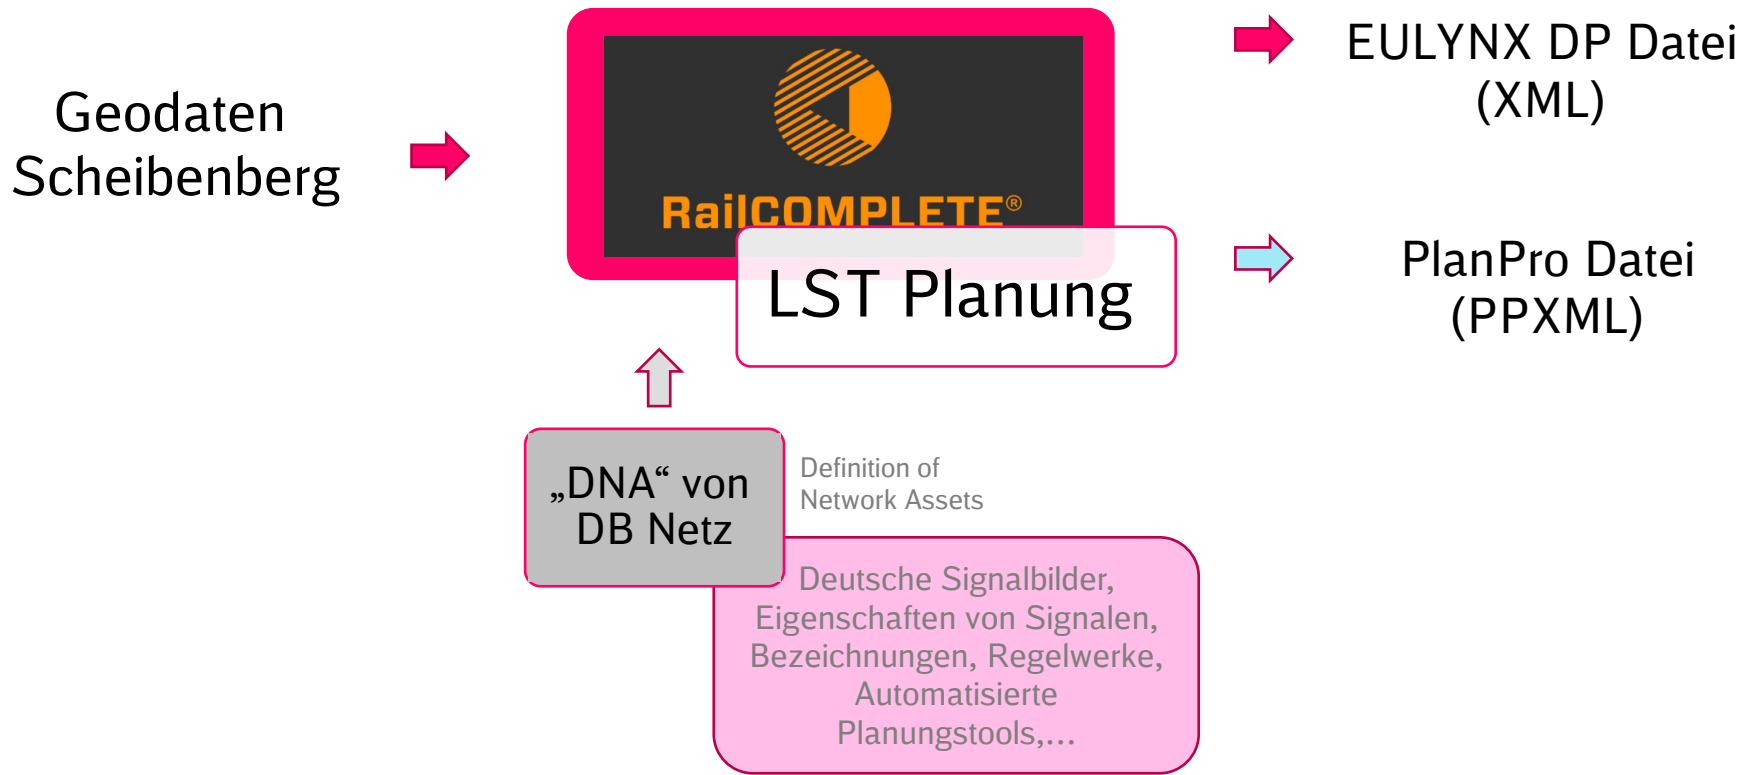 Geodaten
Scheibenberg
RailCOMPLETE®
LST Planung
EULYNX DP Datei
(XML)
PlanPro Datei
(PPXML)
„DNA“ von
DB Netz
Definition of
Network Assets
Deutsche Signalbilder,
Eigenschaften von Signalen,
Bezeichnungen, Regelwerke,
Automatisierte
Planungstools,...